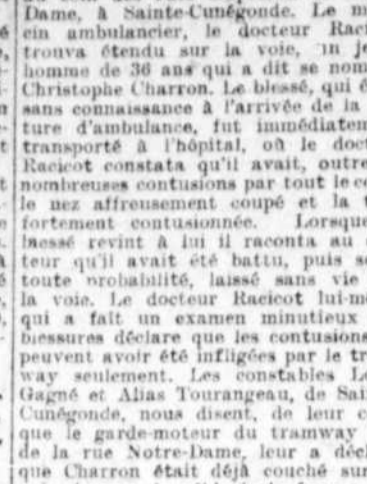 Dame, à Sainte-Cunégonde. Le m
ein ambulancier, le docteur Raci
trouva étendu sur la voie, un je
homme de 36 ans qui a dit se nom
Christophe Charron. Le blessé, qui é
sans connaissance à l'arrivée de la
ture d'ambulance, fut immédiatem
transporté à l'hôpital, où le doct
Racicot constata qu'il avait, outre
nombreuses contusions par tout le co
le nez affreusement coupé et la t
fortement contusionnée. Lorsque
blessé revint à lui il raconta au
teur qu'il avait été battu, puis s
toute probabilité, laissé sans vie
la voie. Le docteur Racicot lui-mê
qui a fait un examen minutieux
blessures déclare que les contusions
peuvent avoir été infligées par le tr
way seulement. Les constables L
Gagné et Alias Tourangeau, de Sai
Cunégonde, nous disent, de leur c
que le garde-moteur du tramway
de la rue Notre-Dame, leur a décl
que Charron était déjà couché sur